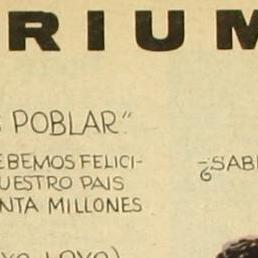 RIUM
S POBLAR."
EBEMOS FELICI-
UESTRO PAIS
NTA MILLONES
-¿SAB